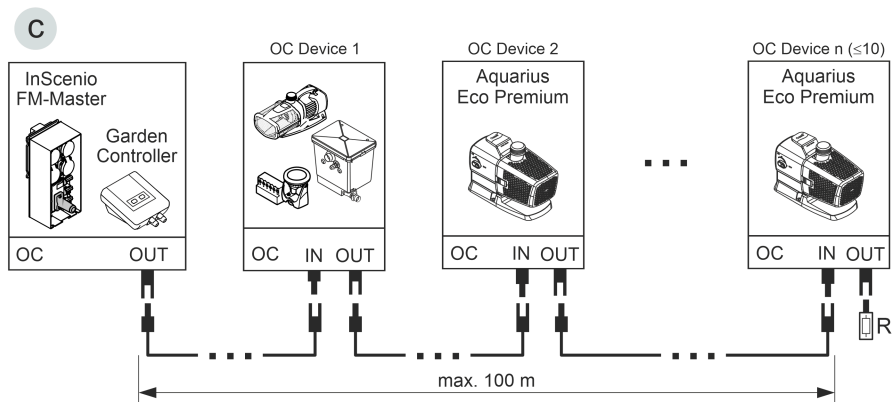 C
OC Device 1
OC Device 2
OC Device n (≤10)
InScenio
FM-Master
Garden
Controller
Aquarius
Eco Premium
Aquarius
Eco Premium
OC OUT
OC IN OUT
OC IN OUT
OC IN OUT
R
max. 100 m